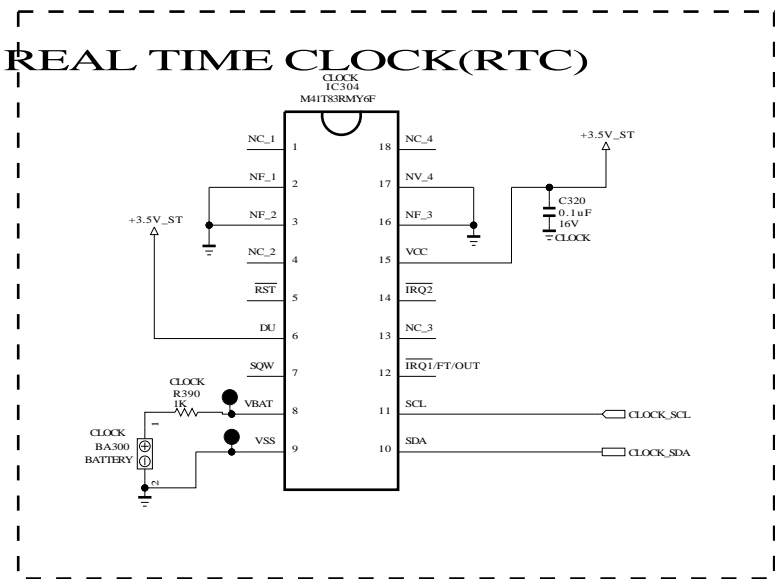 REAL TIME CLOCK(RTC)
CLOCK
IC304
M41T83RMY6F
NC_1 1
NF_1 2
NF_2 3
NC_2 4
RST 5
DU 6
SQW 7
VBAT 8
VSS 9
18 NC_4
17 NV_4
16 NF_3
15 VCC
14 IRQ2
13 NC_3
12 IRQ1/FT/OUT
11 SCL
10 SDA
+3.5V_ST
+3.5V_ST
C320
0.1uF
16V
CLOCK
CLOCK
R390
1K
CLOCK
BA300
BATTERY
1
2
CLOCK_SCL
CLOCK_SDA